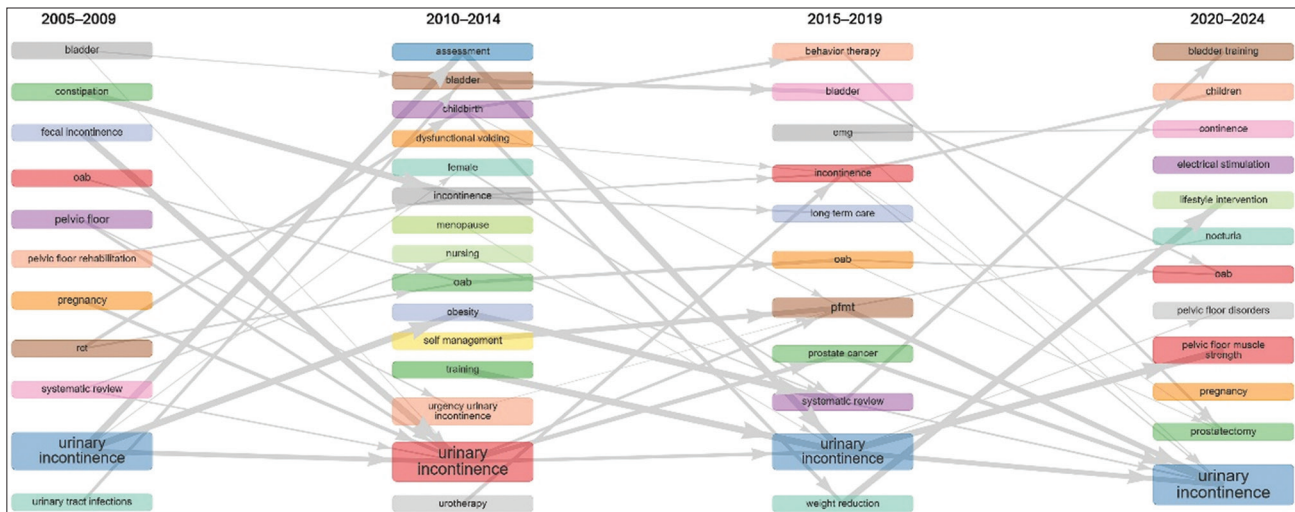 2005–2009
bladder
constipation
fecal incontinence
oab
pelvic floor
pelvic floor rehabilitation
pregnancy
rct
systematic review
urinary
incontinence
urinary tract infections
2010–2014
assessment
bladder
childbirth
dysfunctional voiding
female
incontinence
menopause
nursing
oab
obesity
self management
training
urgency urinary
incontinence
urinary
incontinence
urotherapy
2015–2019
behavior therapy
bladder
emg
incontinence
long term care
oab
pfmt
prostate cancer
systematic review
urinary
incontinence
weight reduction
2020–2024
bladder training
children
continence
electrical stimulation
lifestyle intervention
nocturia
oab
pelvic floor disorders
pelvic floor muscle
strength
pregnancy
prostatectomy
urinary
incontinence